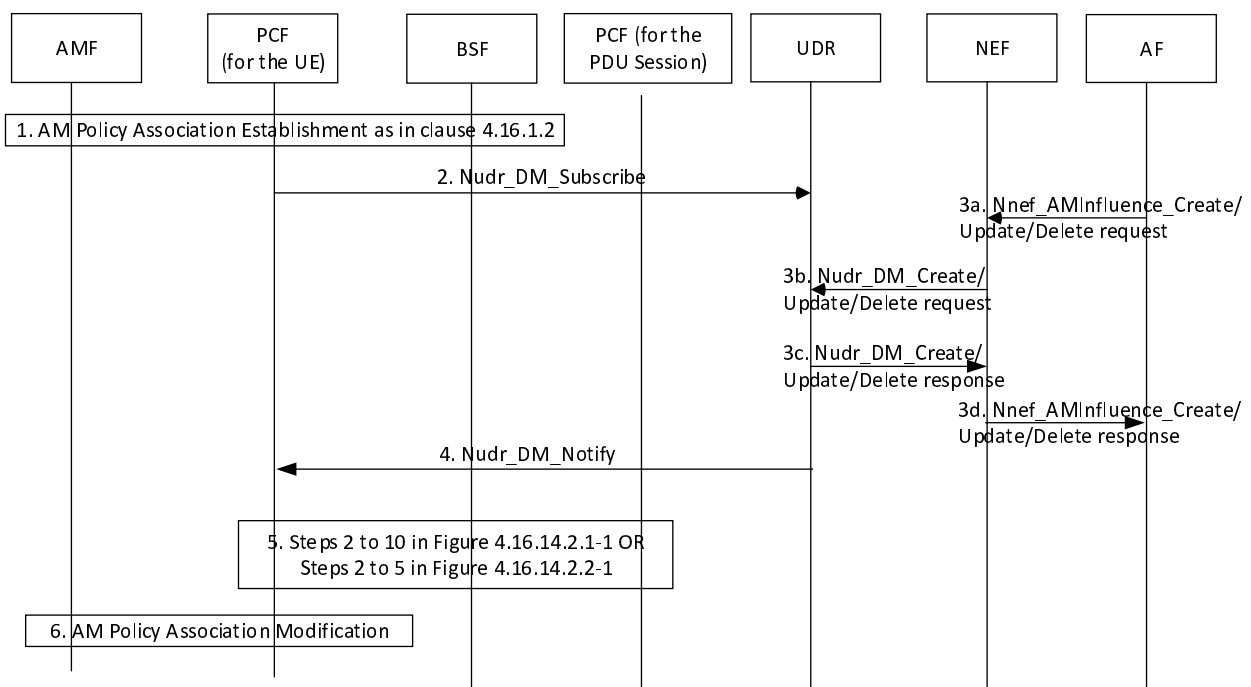 AMF
PCF
(for the UE)
BSF
PCF (for the
PDU Session)
UDR
NEF
AF
1. AM Policy Association Establishment as in clause 4.16.1.2
2. Nudr_DM_Subscribe
3a. Nnef_AMInfluence_Create/
Update/Delete request
3b. Nudr_DM_Create/
Update/Delete request
3c. Nudr_DM_Create/
Update/Delete response
3d. Nnef_AMInfluence_Create/
Update/Delete response
4. Nudr_DM_Notify
5. Steps 2 to 10 in Figure 4.16.14.2.1-1 OR
Steps 2 to 5 in Figure 4.16.14.2.2-1
6. AM Policy Association Modification